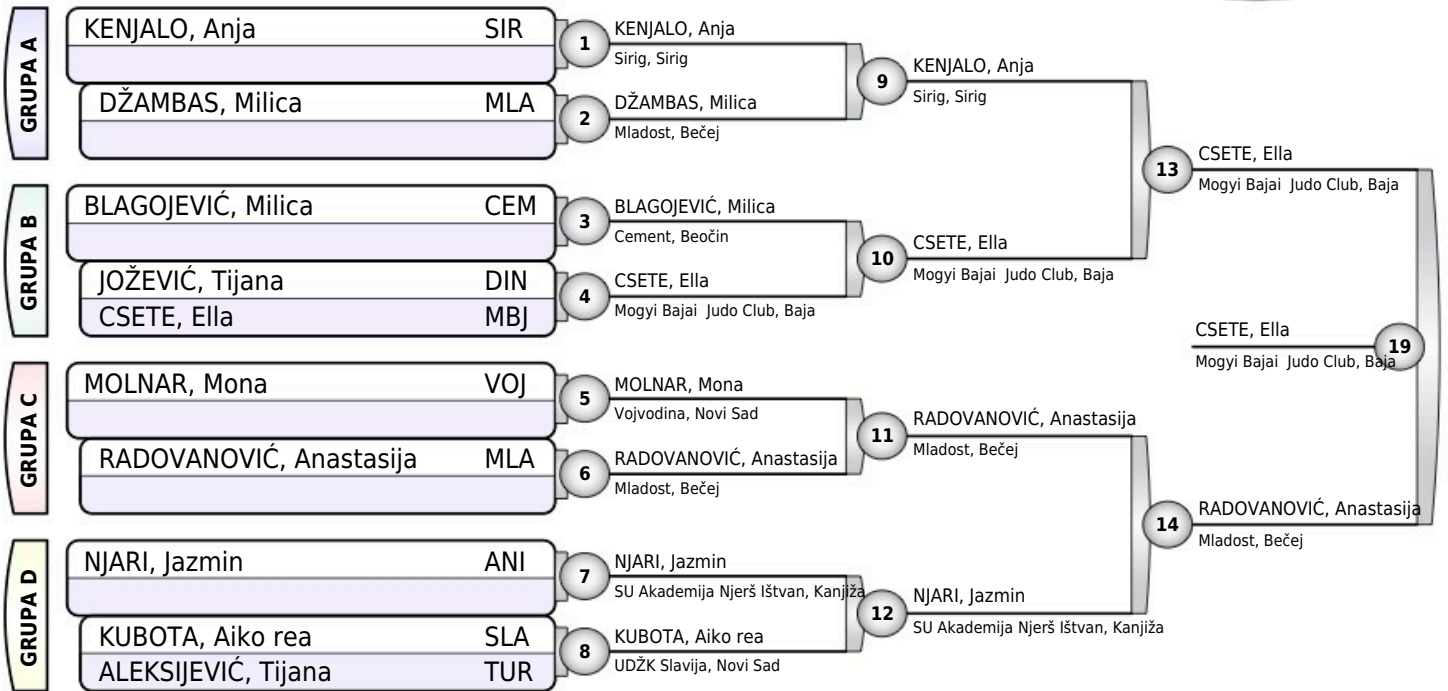 GRUPA A
KENJALO, Anja SIR
DŽAMBAS, Milica MLA
GRUPA B
BLAGOJEVIĆ, Milica CEM
JOŽEVIĆ, Tijana DIN
CSETE, Ella MBJ
GRUPA C
MOLNAR, Mona VOJ
RADOVANOVIĆ, Anastasija MLA
GRUPA D
NJARI, Jazmin ANI
KUBOTA, Aiko rea SLA
ALEKSIJEVIĆ, Tijana TUR
1
KENJALO, Anja
Sirig, Sirig
2
DŽAMBAS, Milica
Mladost, Bečej
3
BLAGOJEVIĆ, Milica
Cement, Beočin
4
CSETE, Ella
Mogyi Bajai Judo Club, Baja
5
MOLNAR, Mona
Vojvodina, Novi Sad
6
RADOVANOVIĆ, Anastasija
Mladost, Bečej
7
NJARI, Jazmin
SU Akademija Njerš Ištvan, Kanjiža
8
KUBOTA, Aiko rea
UDŽK Slavija, Novi Sad
9
KENJALO, Anja
Sirig, Sirig
10
CSETE, Ella
Mogyi Bajai Judo Club, Baja
11
RADOVANOVIĆ, Anastasija
Mladost, Bečej
12
NJARI, Jazmin
SU Akademija Njerš Ištvan, Kanjiža
13
CSETE, Ella
Mogyi Bajai Judo Club, Baja
14
RADOVANOVIĆ, Anastasija
Mladost, Bečej
CSETE, Ella
Mogyi Bajai Judo Club, Baja
19